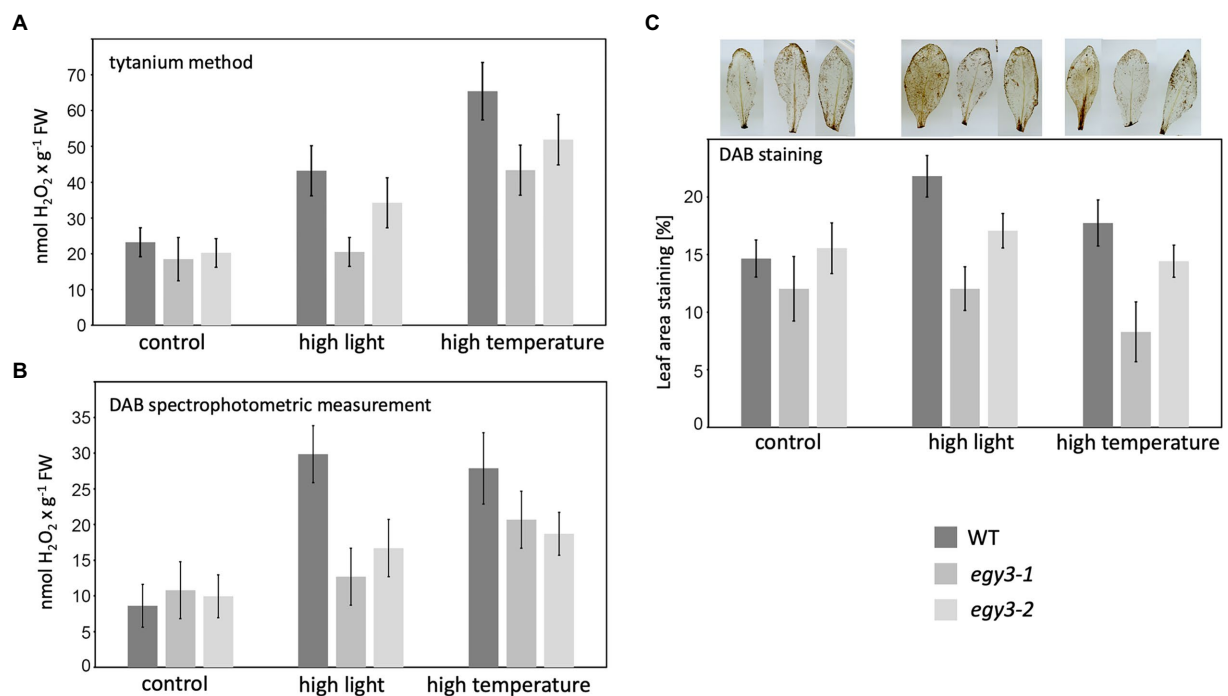 A
tytanium method
nmol H₂O₂ x g⁻¹ FW
70
60
50
40
30
20
10
0
control
high light
high temperature
B
DAB spectrophotometric measurement
nmol H₂O₂ x g⁻¹ FW
35
30
25
20
15
10
5
0
control
high light
high temperature
C
DAB staining
Leaf area staining [%]
20
15
10
5
0
control
high light
high temperature
WT
egy3-1
egy3-2